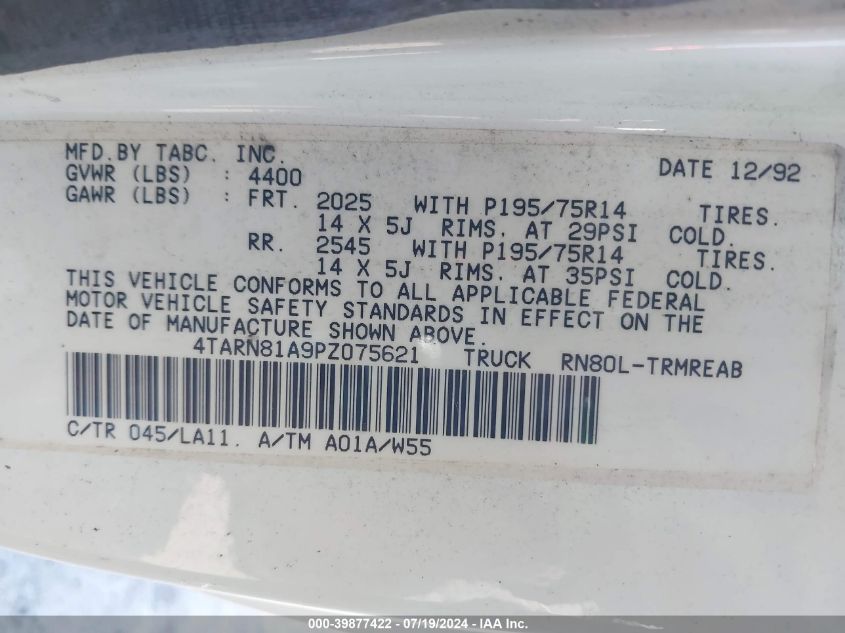 MFD.BY TABC. INC. DATE 12/92
GVWR (LBS) : 4400
GAWR (LBS) : FRT. 2025 WITH P195/75R14 TIRES.
14 X 5J RIMS. AT 29PSI COLD.
RR. 2545 WITH P195/75R14 TIRES.
14 X 5J RIMS. AT 35PSI COLD.
THIS VEHICLE CONFORMS TO ALL APPLICABLE FEDERAL
MOTOR VEHICLE SAFETY STANDARDS IN EFFECT ON THE
DATE OF MANUFACTURE SHOWN ABOVE.
4TARN81A9PZ075621 TRUCK RN80L-TRMREAB
C/TR 045/LA11. A/TM A01A/W55
000-39877422 - 07/19/2024 - IAA Inc.